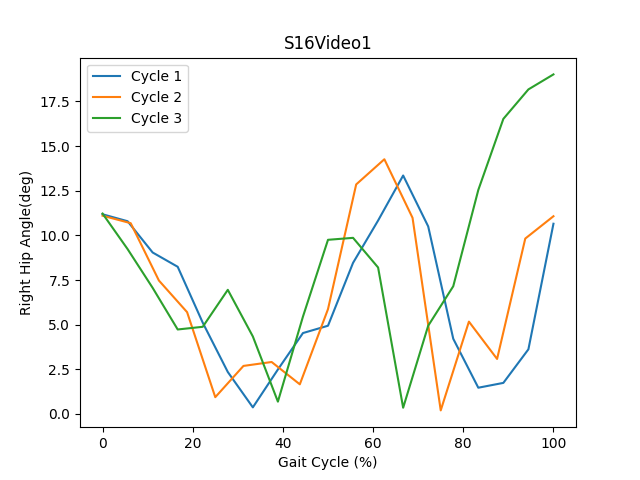 S16Video1
Cycle 1
Cycle 2
Cycle 3
Right Hip Angle(deg)
17.5
15.0
12.5
10.0
7.5
5.0
2.5
0.0
0 20 40 60 80 100
Gait Cycle (%)